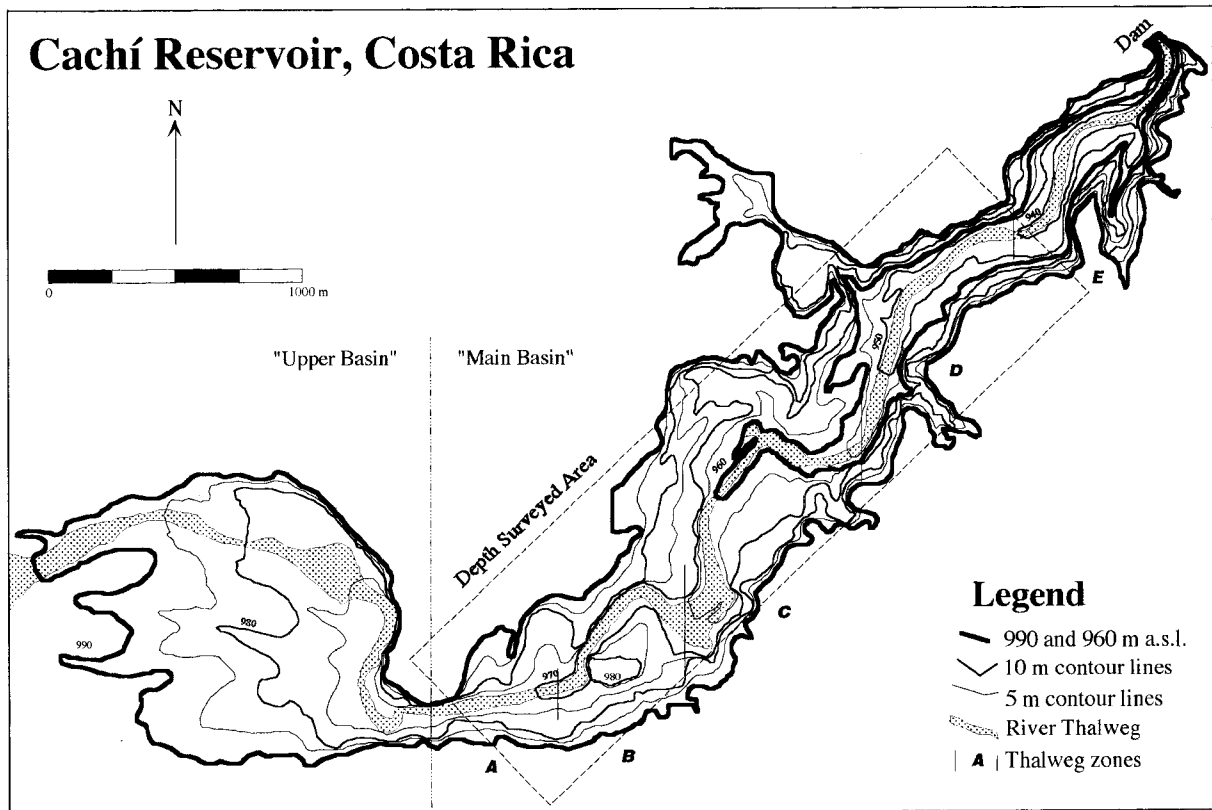 Cachí Reservoir, Costa Rica
Dam
N
0 1000 m
940
E
"Upper Basin" "Main Basin"
950
D
960
Depth Surveyed Area
C
980
990
970
980
A
B
Legend
990 and 960 m a.s.l.
10 m contour lines
5 m contour lines
River Thalweg
A Thalweg zones